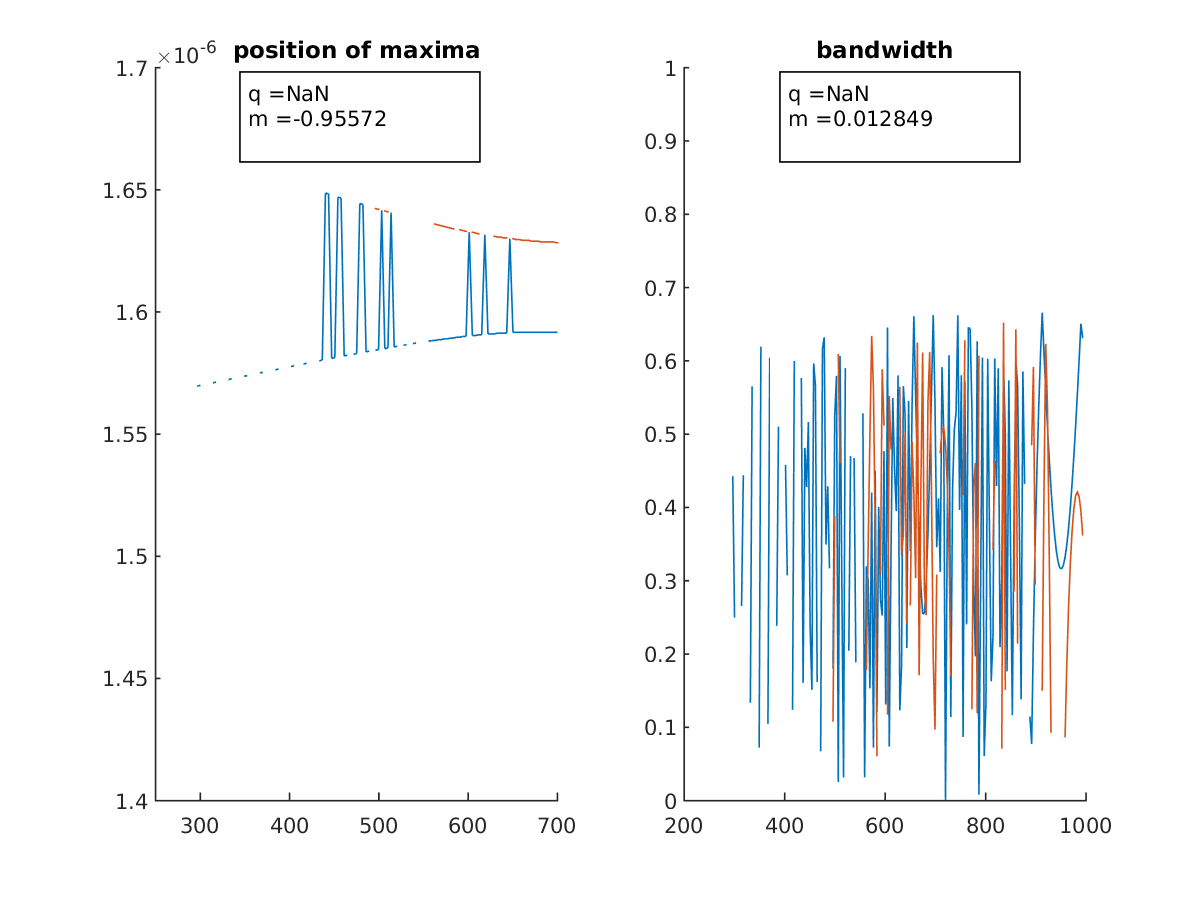 position of maxima
×10-6
q =NaN
m =-0.95572
1.7
1.65
1.6
1.55
1.5
1.45
1.4
300 400 500 600 700
bandwidth
q =NaN
m =0.012849
1
0.9
0.8
0.7
0.6
0.5
0.4
0.3
0.2
0.1
0
200 400 600 800 1000